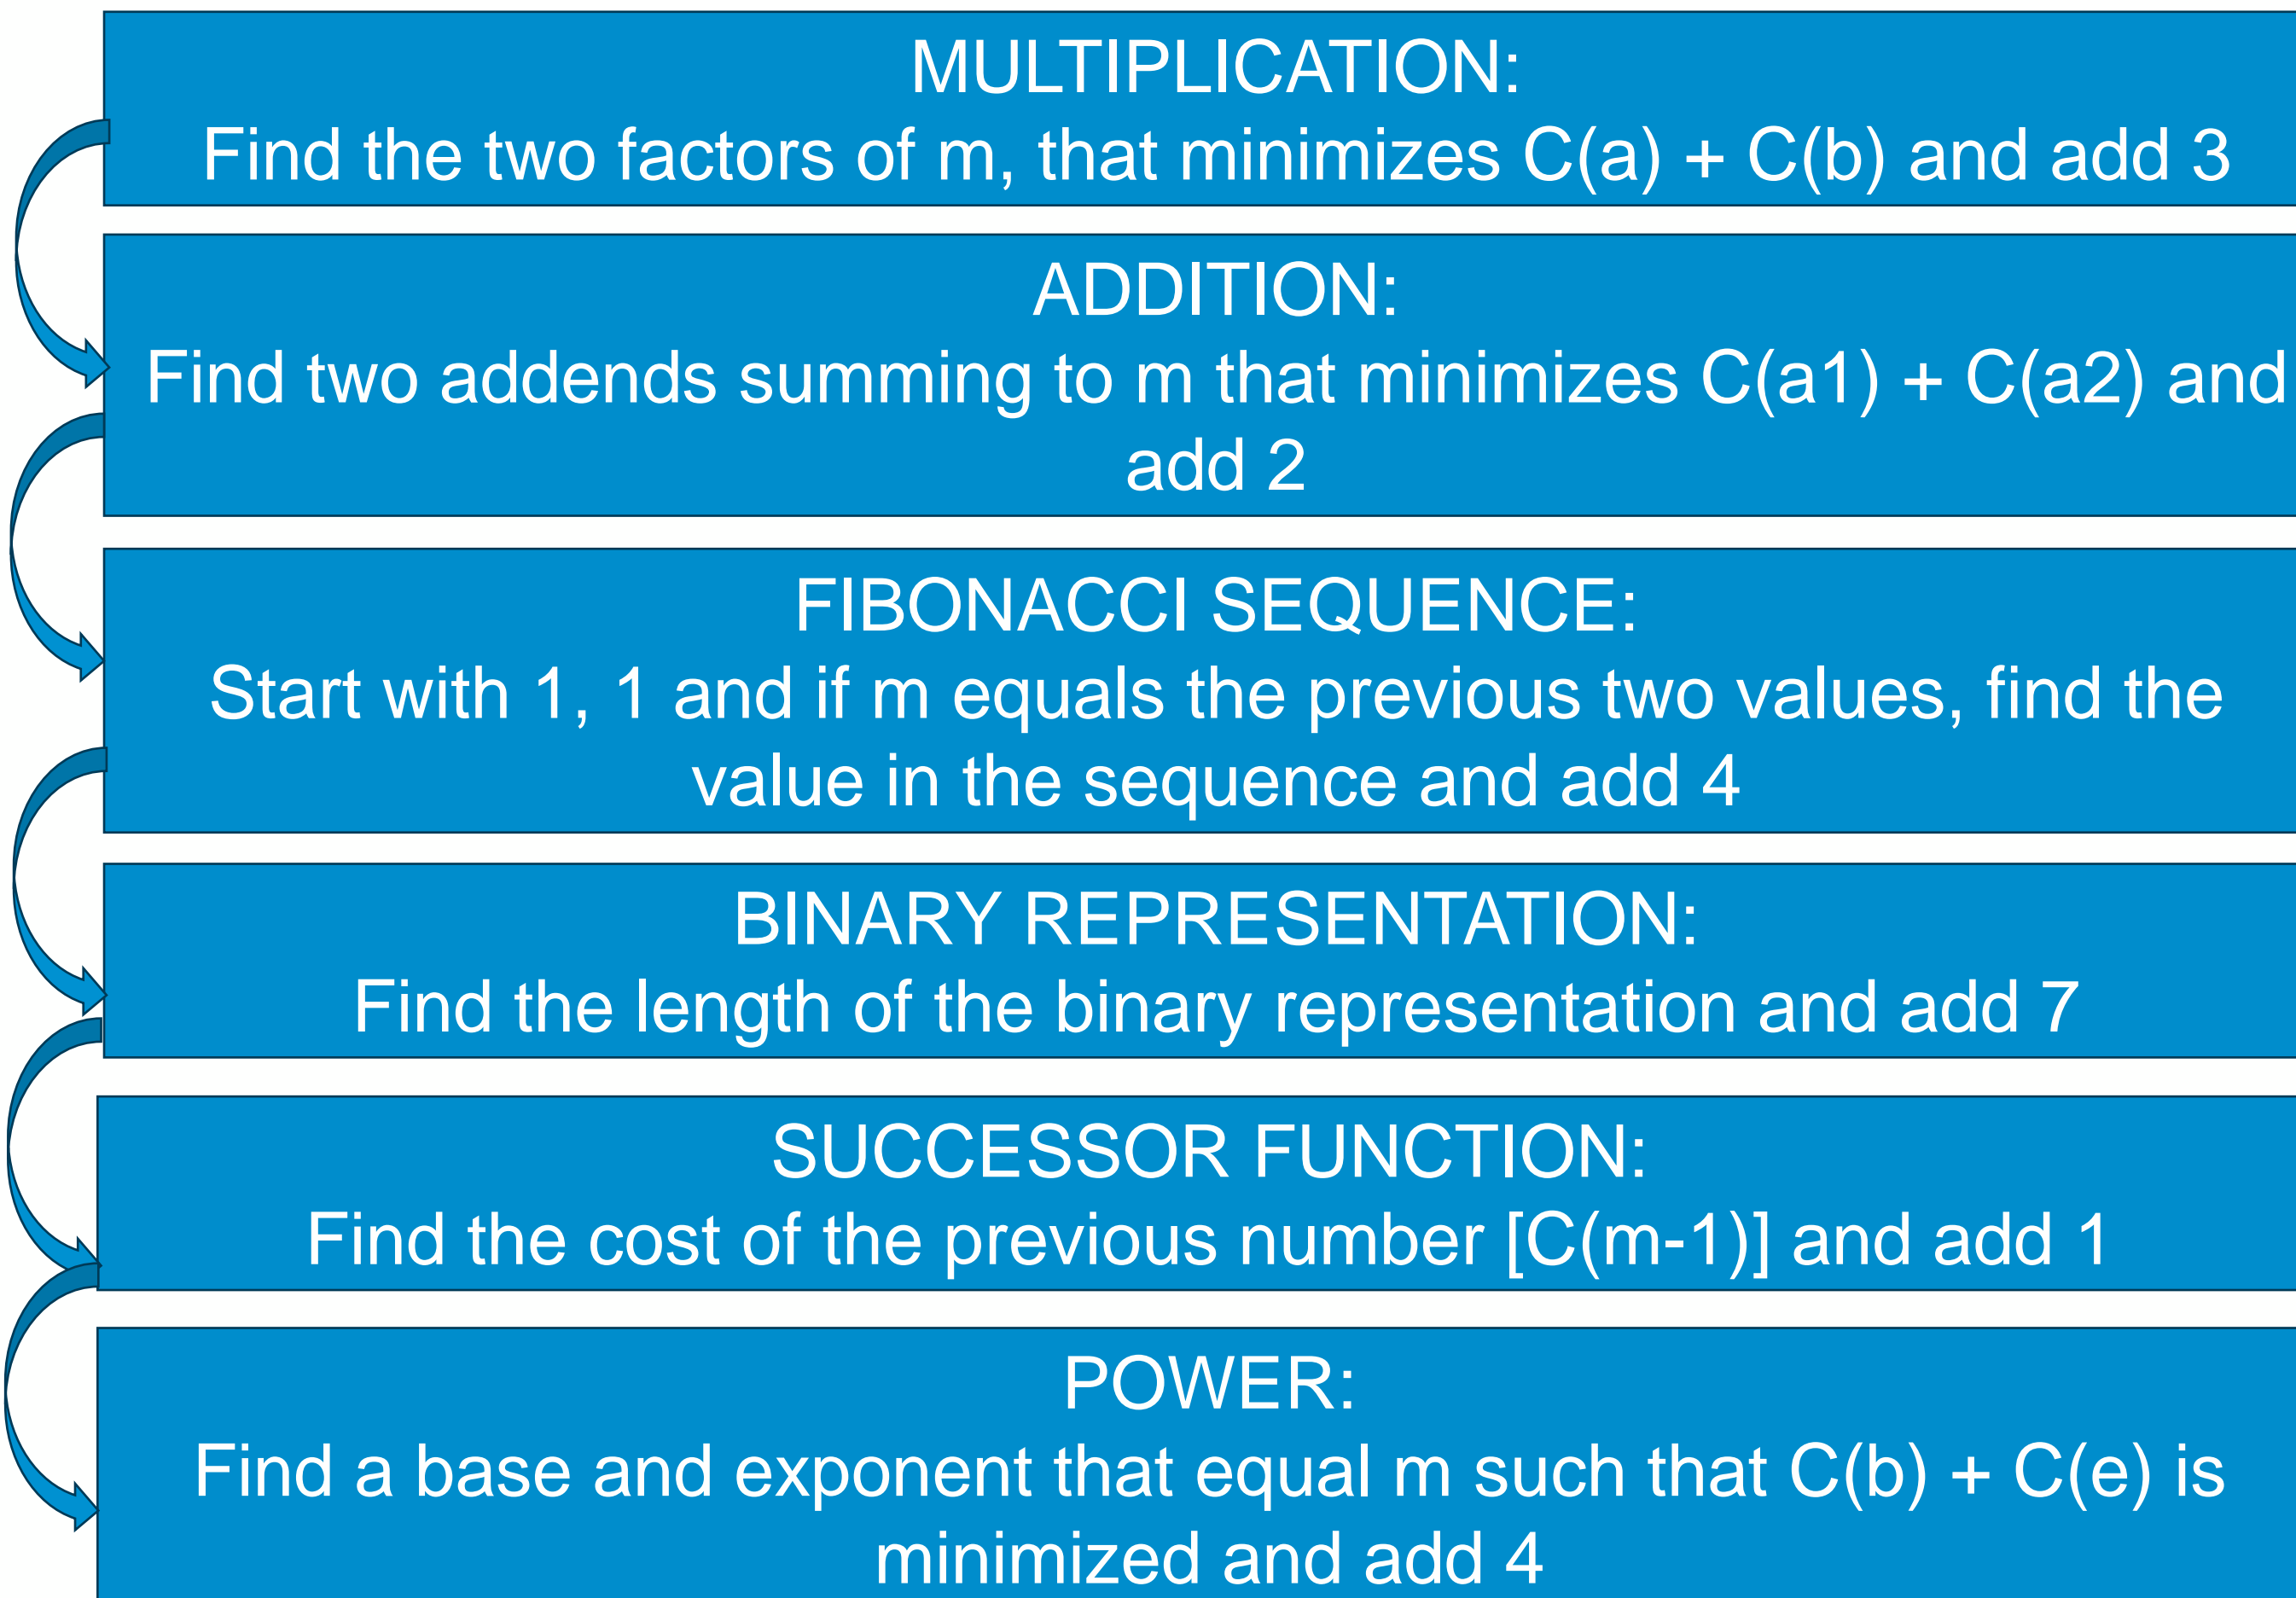 MULTIPLICATION:
Find the two factors of m, that minimizes C(a) + C(b) and add 3
ADDITION:
Find two addends summing to m that minimizes C(a1) + C(a2) and
add 2
FIBONACCI SEQUENCE:
Start with 1, 1 and if m equals the previous two values, find the
value in the sequence and add 4
BINARY REPRESENTATION:
Find the length of the binary representation and add 7
SUCCESSOR FUNCTION:
Find the cost of the previous number [C(m-1)] and add 1
POWER:
Find a base and exponent that equal m such that C(b) + C(e) is
minimized and add 4